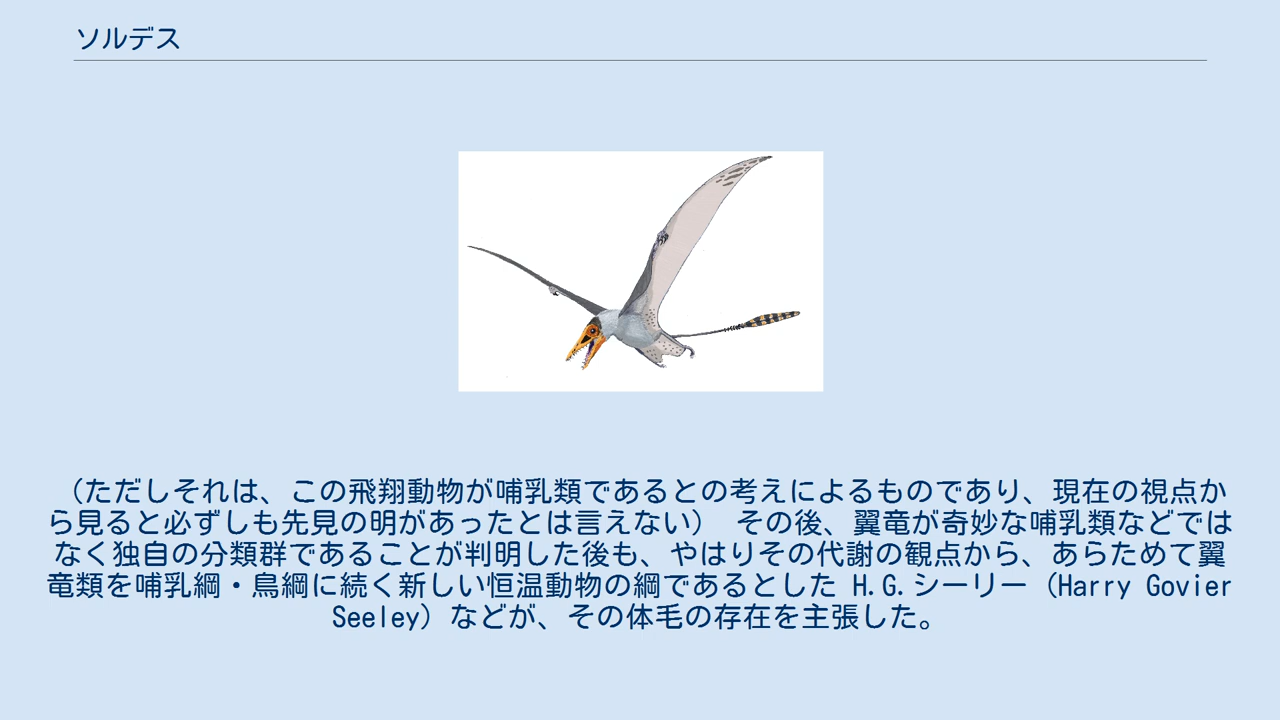 ソルデス
（ただしそれは、この飛翔動物が哺乳類であるとの考えによるものであり、現在の視点か
ら見ると必ずしも先見の明があったとは言えない） その後、翼竜が奇妙な哺乳類などでは
なく独自の分類群であることが判明した後も、やはりその代謝の観点から、あらためて翼
竜類を哺乳綱・鳥綱に続く新しい恒温動物の綱であるとした H.G.シーリー（Harry Govier
Seeley）などが、その体毛の存在を主張した。